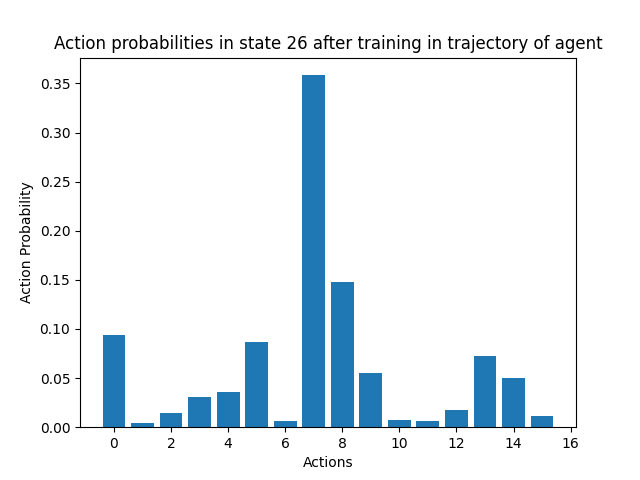 Action probabilities in state 26 after training in trajectory of agent
0.35
0.30
0.25
0.20
0.15
0.10
0.05
0.00
Action Probability
0 2 4 6 8 10 12 14 16
Actions